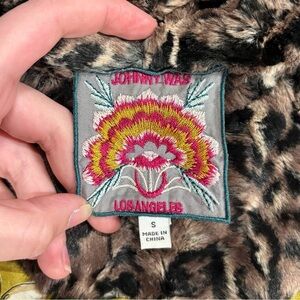 JOHNNY WAS
LOS ANGELES
S
MADE IN
CHINA